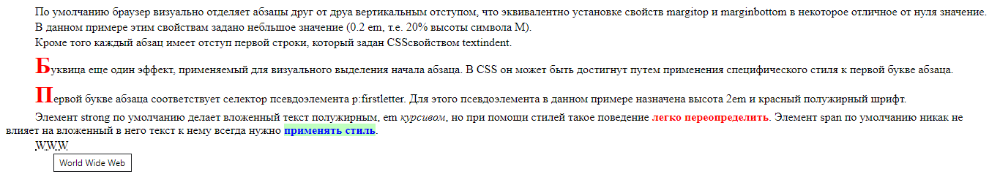 По умолчанию браузер визуально отделяет абзацы друг от друа вертикальным отступом, что эквивалентно установке свойств margitop и marginbottom в некоторое отличное от нуля значение.
В данном примере этим свойствам задано небльшое значение (0.2 em, т.е. 20% высоты символа M).
Кроме того каждый абзац имеет отступ первой строки, который задан CSSсвойством textindent.
Буквица еще один эффект, применяемый для визуального выделения начала абзаца. В CSS он может быть достигнут путем применения специфического стиля к первой букве абзаца.
Первой букве абзаца соответствует селектор псевдоэлемента p:firstletter. Для этого псевдоэлемента в данном примере назначена высота 2em и красный полужирный шрифт.
Элемент strong по умолчанию делает вложенный текст полужирным, em курсивом, но при помощи стилей такое поведение легко переопределить. Элемент span по умолчанию никак не
влияет на вложенный в него текст к нему всегда нужно применять стиль.
WWW
World Wide Web